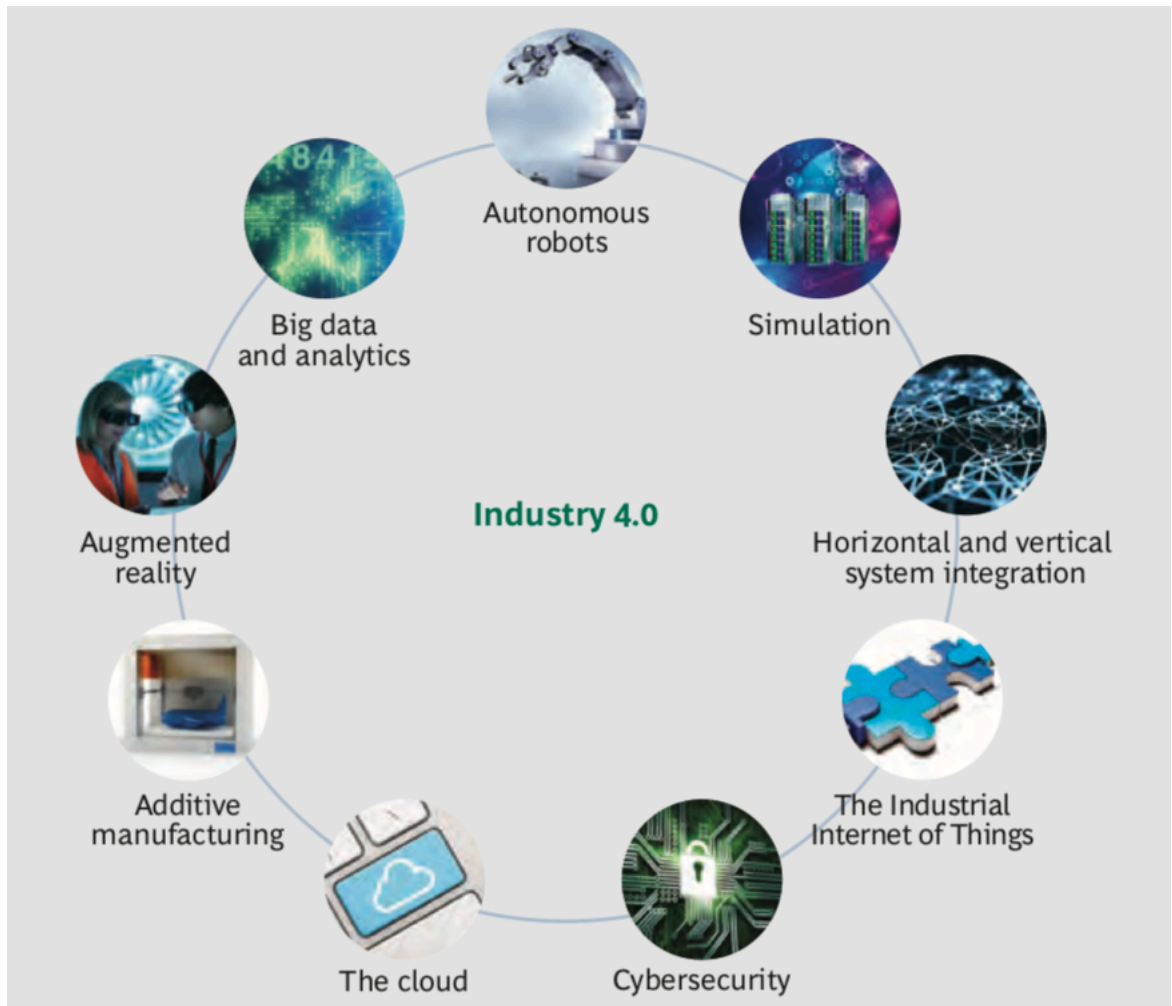 Autonomous
robots
Simulation
Horizontal and vertical
system integration
The Industrial
Internet of Things
Cybersecurity
The cloud
Additive
manufacturing
Augmented
reality
Big data
and analytics
Industry 4.0